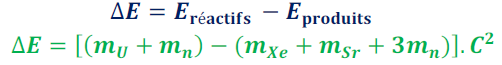 ΔE = E_réactifs − E_produits
ΔE = [(m_U + m_n) − (m_Xe + m_Sr + 3m_n)]. C²